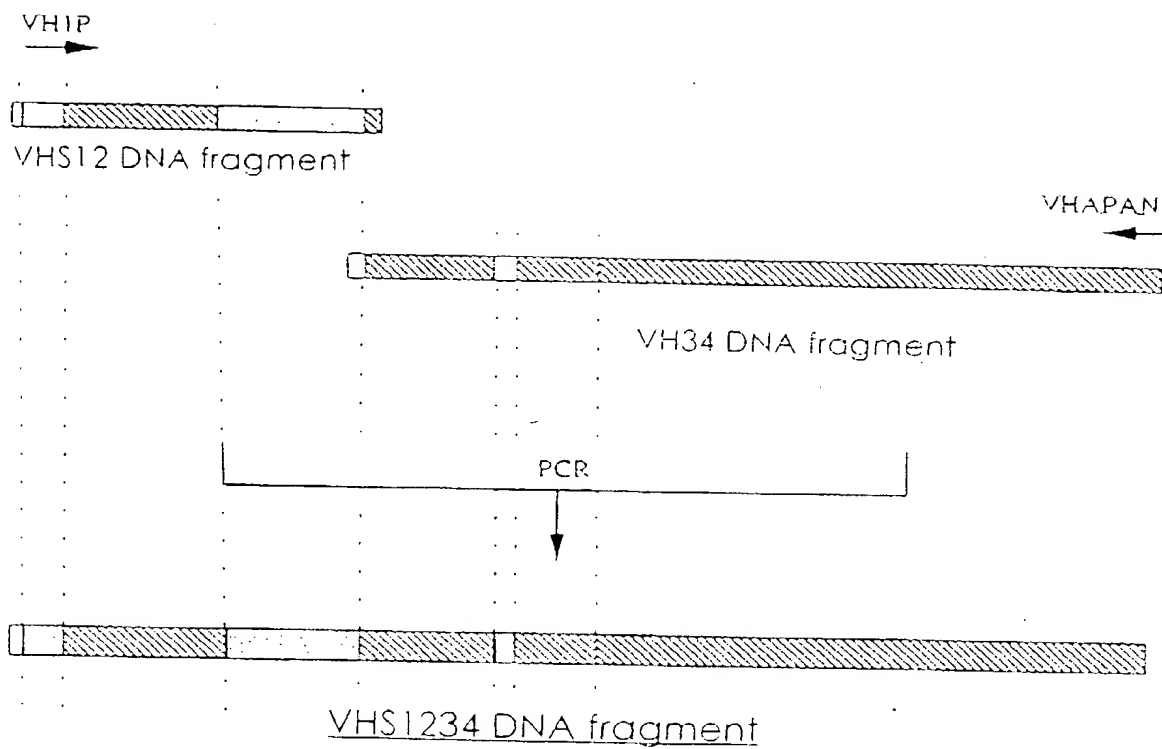 VH1P
VHS12 DNA fragment
VHAPAN
VH34 DNA fragment
PCR
VHS1234 DNA fragment